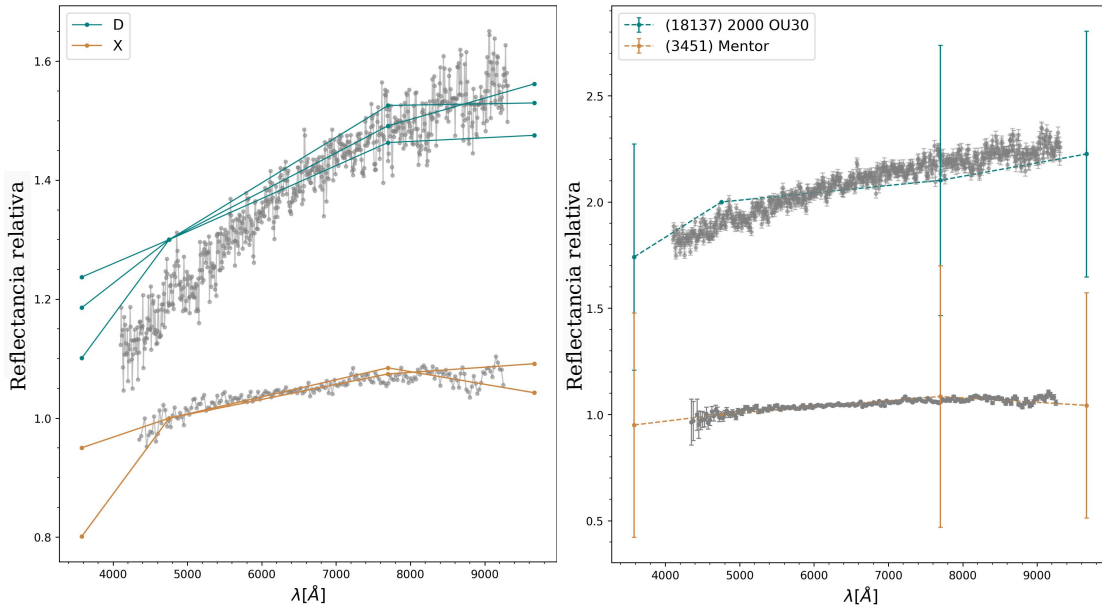 D
X
Reflectancia relativa
1.6
1.4
1.2
1.0
0.8
4000 5000 6000 7000 8000 9000
λ[Å]
(18137) 2000 OU30
(3451) Mentor
Reflectancia relativa
2.5
2.0
1.5
1.0
0.5
4000 5000 6000 7000 8000 9000
λ[Å]